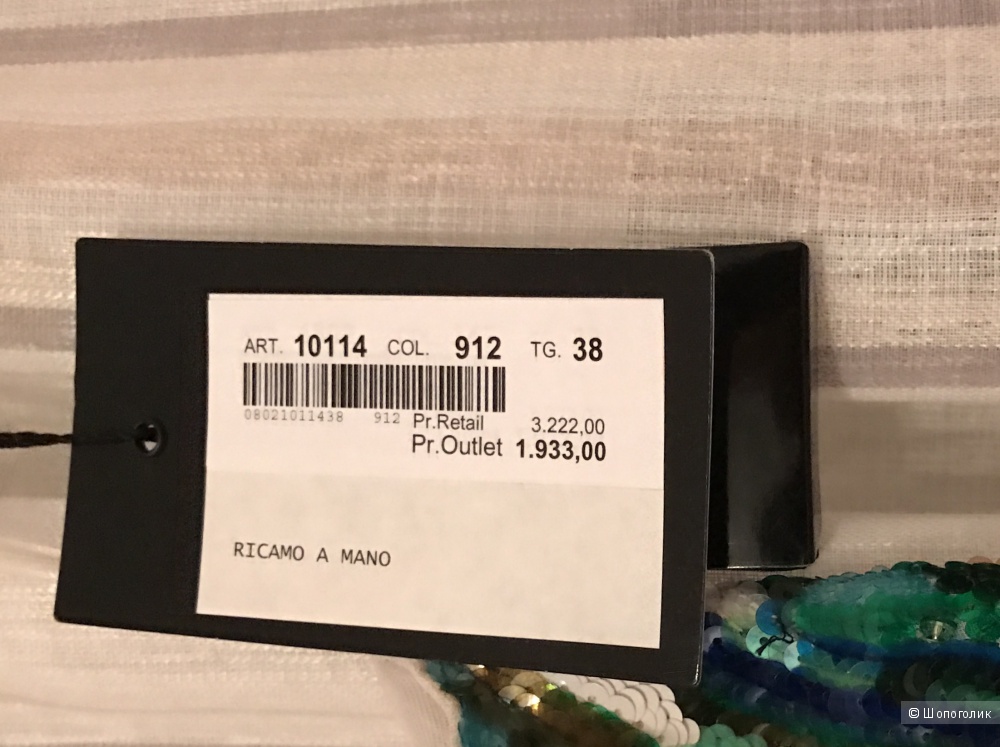 ART. 10114 COL. 912 TG. 38
08021011438 912 Pr.Retail 3.222,00
Pr.Outlet 1.933,00
RICAMO A MANO
© Шопоголик